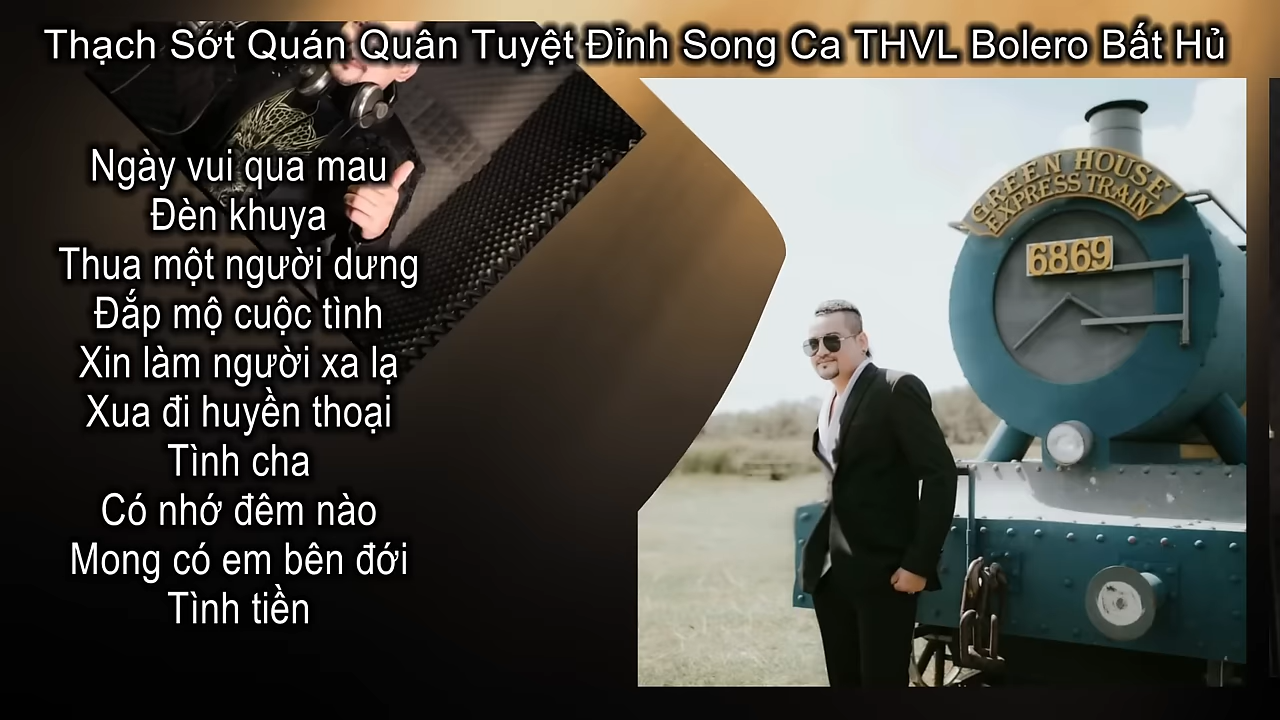 Thạch Sớt Quán Quân Tuyệt Đỉnh Song Ca THVL Bolero Bất Hủ
Ngày vui qua mau
Đèn khuya
Thua một người dưng
Đắp mộ cuộc tình
Xin làm người xa lạ
Xua đi huyền thoại
Tình cha
Có nhớ đêm nào
Mong có em bên đới
Tình tiền
GREEN HOUSE
EXPRESS TRAIN
6869